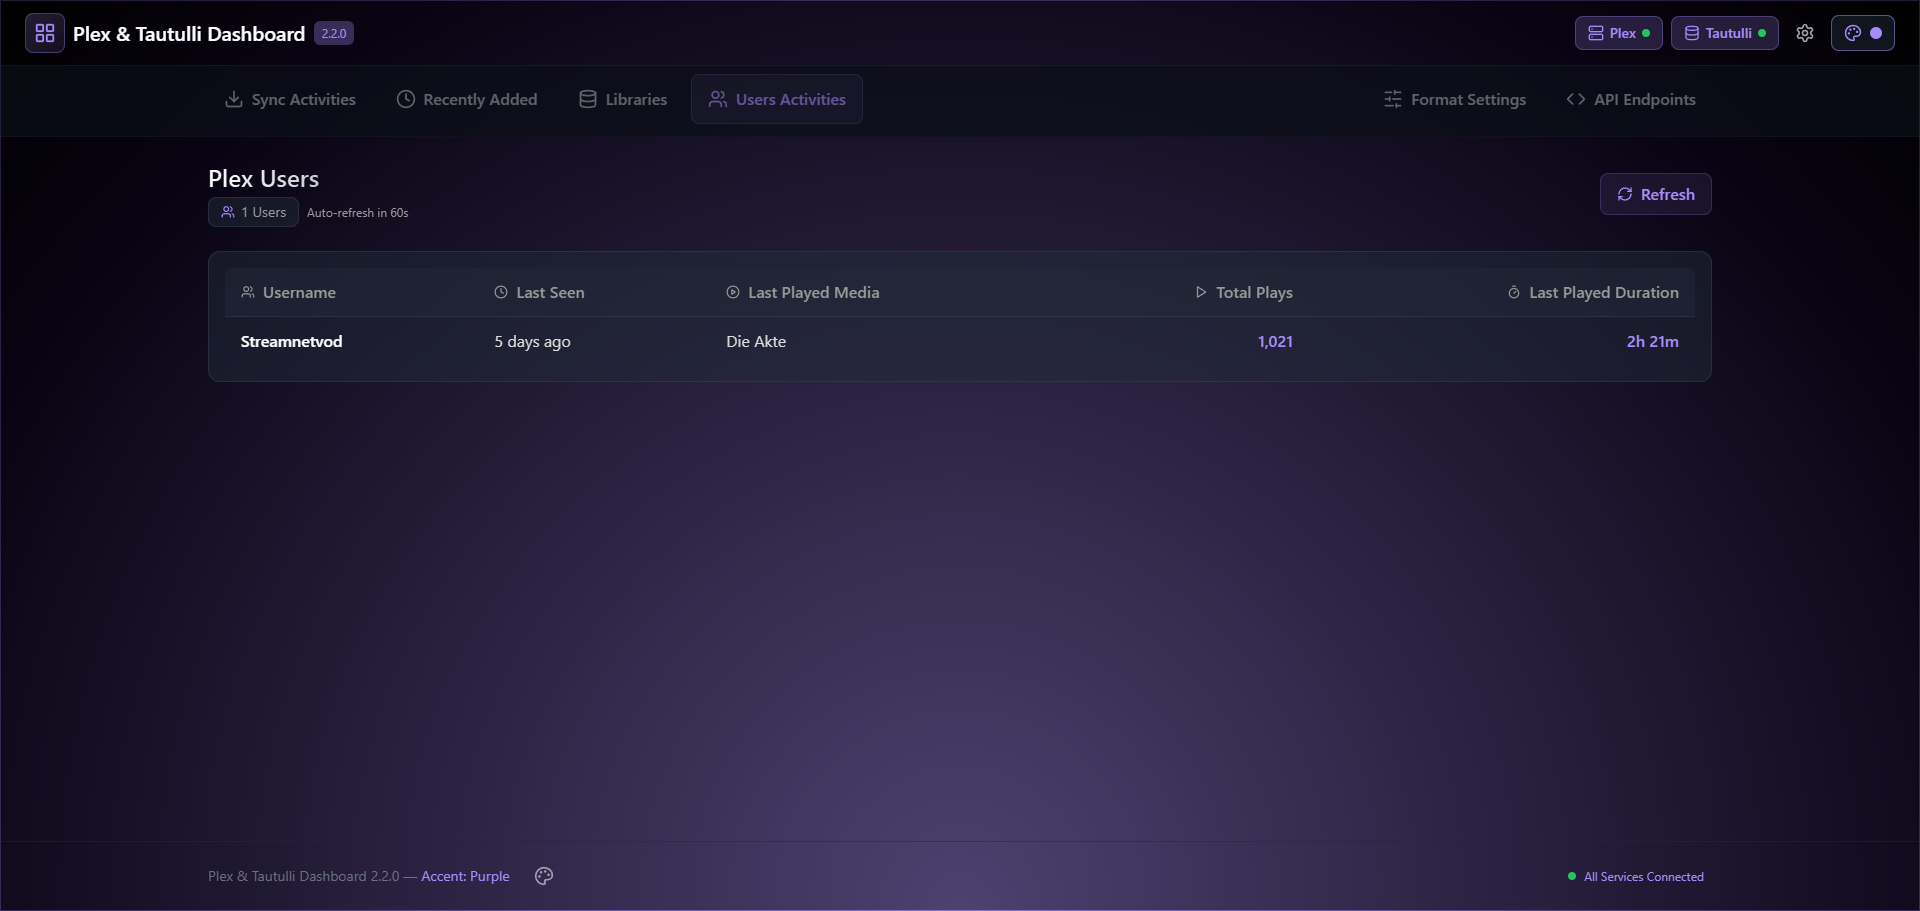 Plex & Tautulli Dashboard 2.2.0
Plex Tautulli
Sync Activities Recently Added Libraries Users Activities Format Settings API Endpoints
Plex Users
1 Users Auto-refresh in 60s
Refresh
Username Last Seen Last Played Media Total Plays Last Played Duration
Streamnetvod 5 days ago Die Akte 1,021 2h 21m
Plex & Tautulli Dashboard 2.2.0 — Accent: Purple
All Services Connected